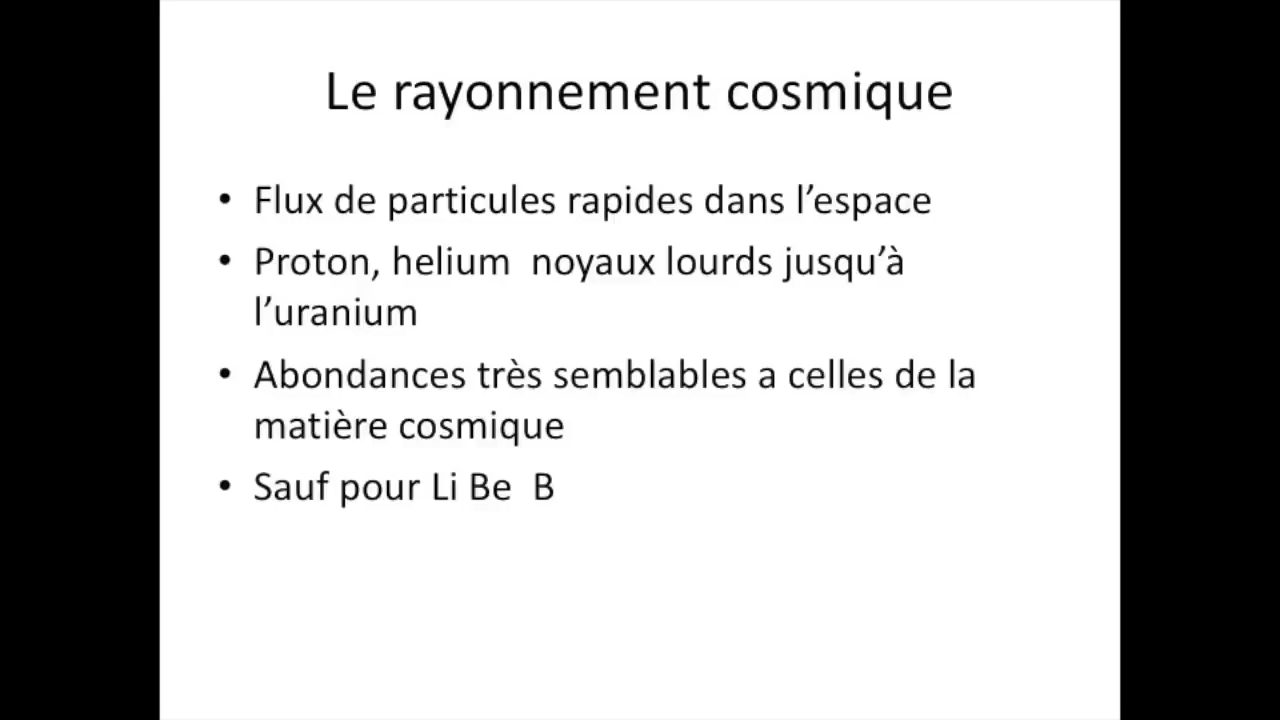 Le rayonnement cosmique
• Flux de particules rapides dans l’espace
• Proton, helium  noyaux lourds jusqu’à
l’uranium
• Abondances très semblables a celles de la
matière cosmique
• Sauf pour Li Be  B